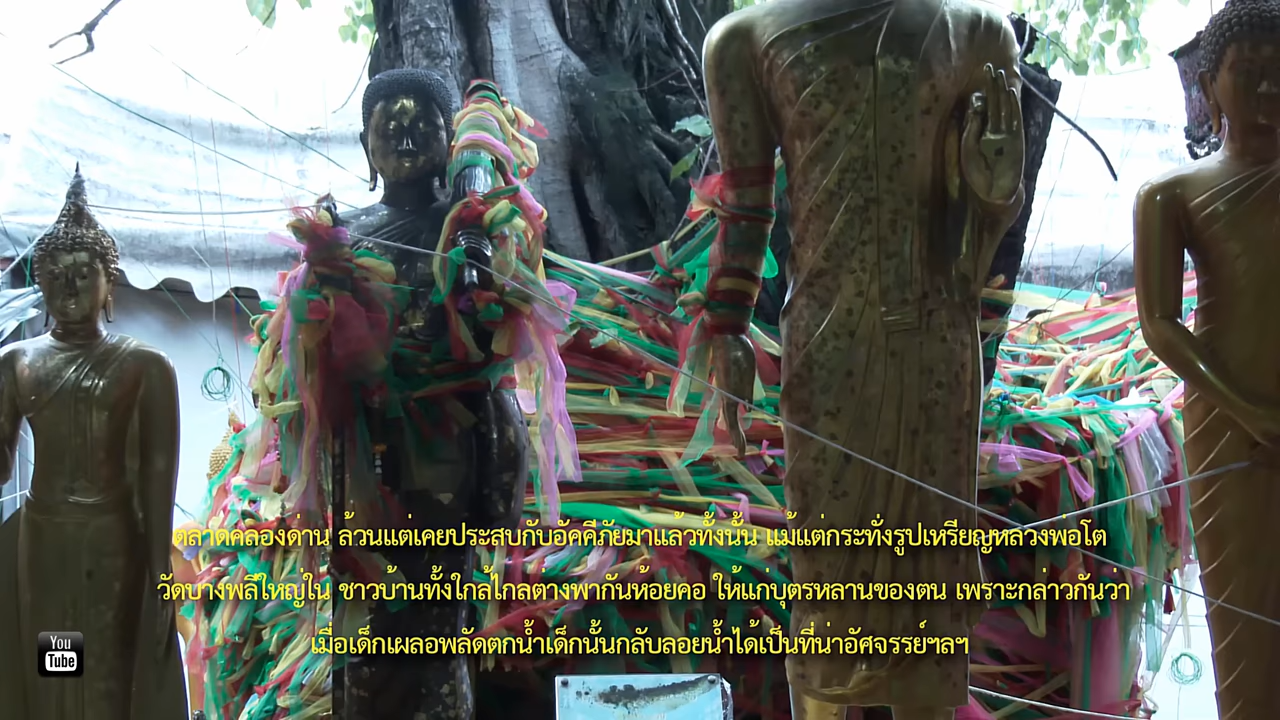 ตลาดคลองด่าน ล้วนแต่เคยประสบกับอัคคีภัยมาแล้วทั้งนั้น แม้แต่กระทั่งรูปเหรียญหลวงพ่อโต
วัดบางพลีใหญ่ใน ชาวบ้านทั้งใกล้ไกลต่างพากันห้อยคอ ให้แก่บุตรหลานของตน เพราะกล่าวกันว่า
เมื่อเด็กเผลอพลัดตกน้ำเด็กนั้นกลับลอยน้ำได้เป็นที่น่าอัศจรรย์ฯลฯ
You
Tube